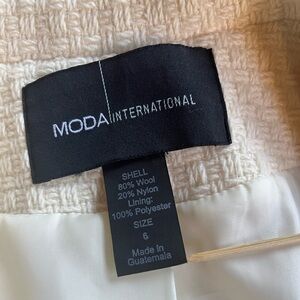 MODA INTERNATIONAL
SHELL
80% Wool
20% Nylon
Lining:
100% Polyester
SIZE
6
Made In
Guatemala